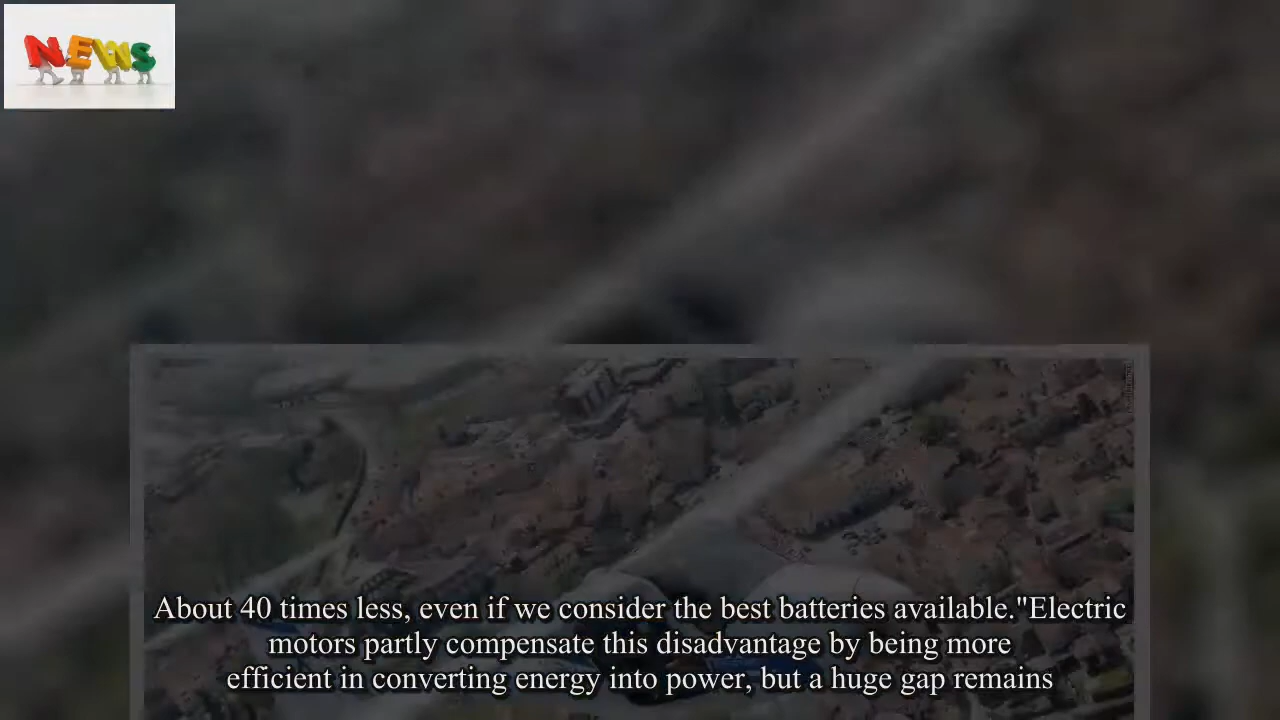 NEWS
About 40 times less, even if we consider the best batteries available."Electric
motors partly compensate this disadvantage by being more
efficient in converting energy into power, but a huge gap remains